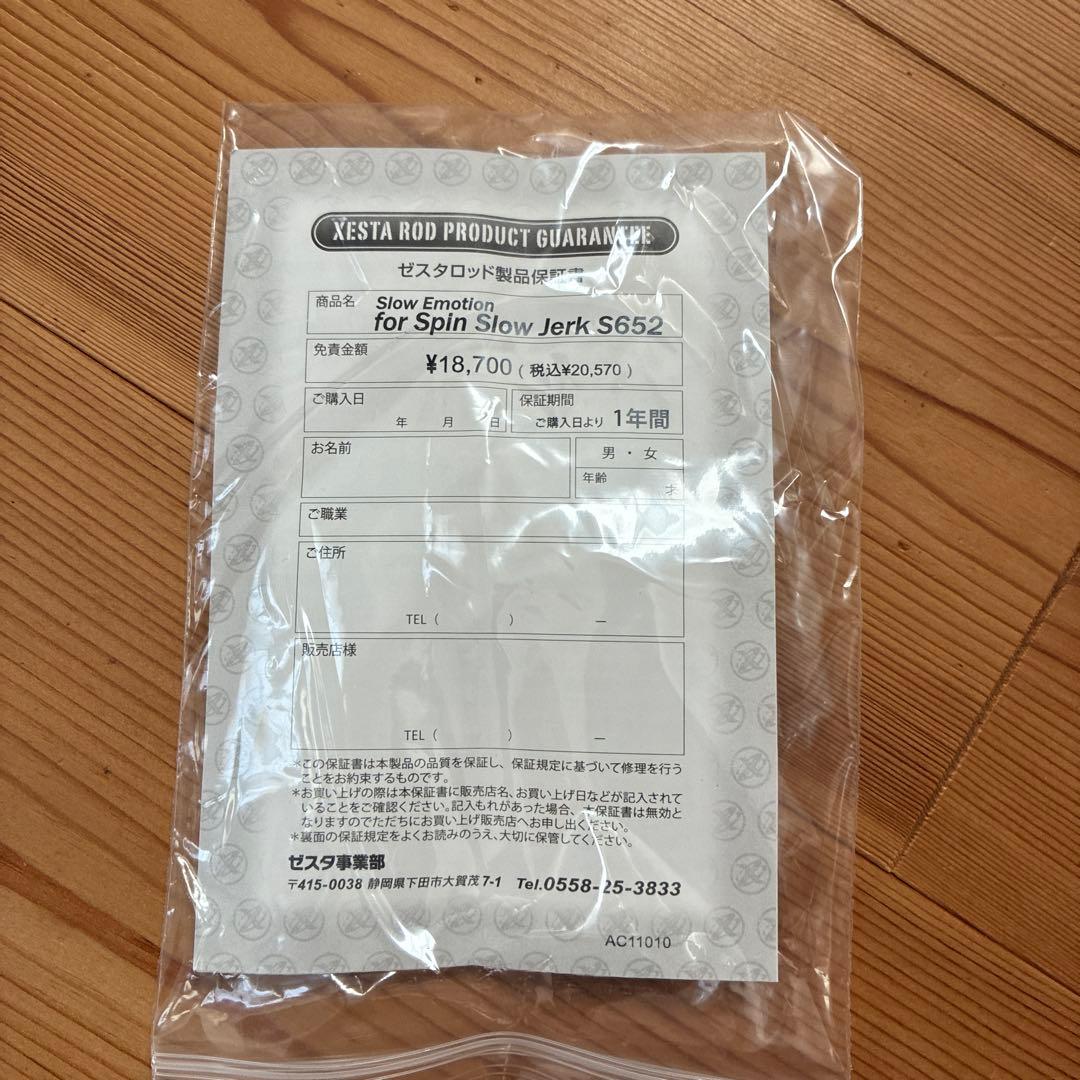 XESTA ROD PRODUCT GUARANTEE
ゼスタロッド製品保証書
商品名 Slow Emotion
for Spin Slow Jerk S652
免責金額
¥18,700 ( 税込¥20,570 )
ご購入日
年 月 日
保証期間
ご購入日より 1年間
お名前
男 ・ 女
年齢
才
ご職業
ご住所
TEL ( ) ―
販売店様
TEL ( ) ―
*この保証書は本製品の品質を保証し、保証規定に基づいて修理を行う
ことをお約束するものです。
*お買い上げの際は本保証書に販売店名、お買い上げ日などが記入されて
いることをご確認ください。記入もれがあった場合、本保証書は無効と
なりますのでただちにお買い上げ販売店へお申し出ください。
*裏面の保証規定をよくお読みのうえ、大切に保管してください。
ゼスタ事業部
〒415-0038 静岡県下田市大賀茂7-1 Tel.0558-25-3833
AC11010